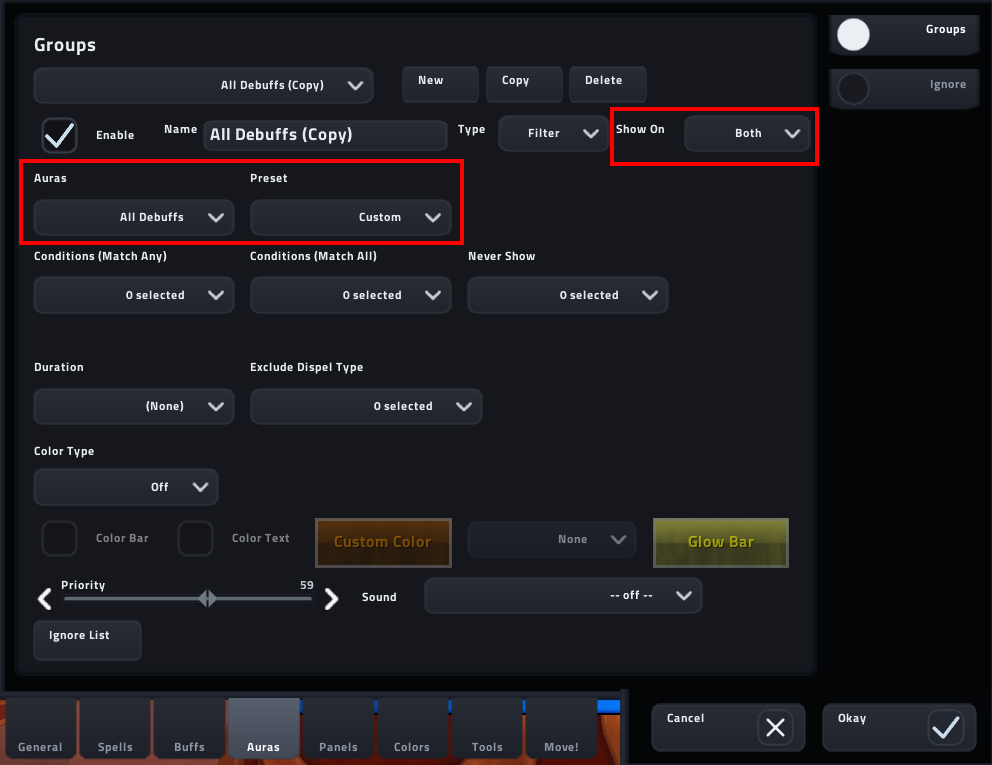 Groups
Groups
All Debuffs (Copy)
New
Copy
Delete
Ignore
Enable
Name
All Debuffs (Copy)
Type
Filter
Show On
Both
Auras
Preset
All Debuffs
Custom
Conditions (Match Any)
Conditions (Match All)
Never Show
0 selected
0 selected
0 selected
Duration
Exclude Dispel Type
(None)
0 selected
Color Type
Off
Color Bar
Color Text
Custom Color
None
Glow Bar
Priority
59
Sound
-- off --
Ignore List
General
Spells
Buffs
Auras
Panels
Colors
Tools
Move!
Cancel
Okay